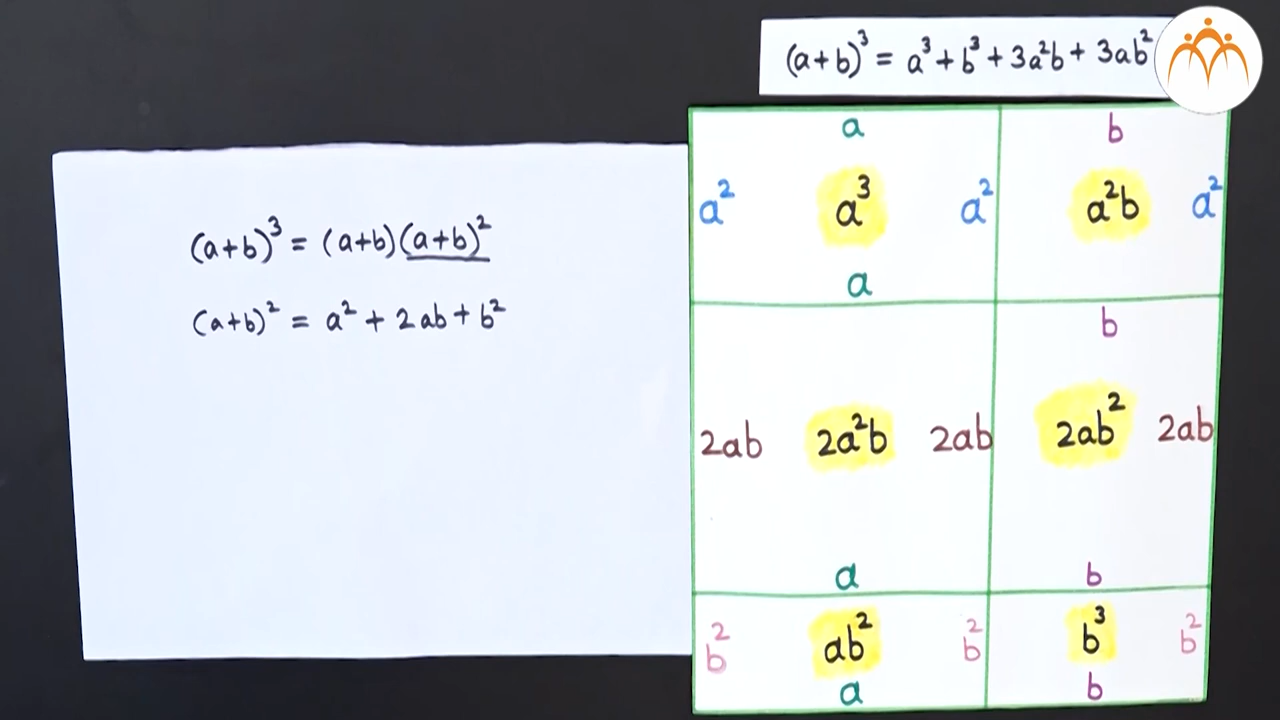 (a+b)³ = a³ + b³ + 3a²b + 3ab²
(a+b)³ = (a+b)(a+b)²
(a+b)² = a² + 2ab + b²
a b
a² a³ a² a²b a²
a b
2ab 2a²b 2ab 2ab² 2ab
a b
b² ab² b² b³ b²
a b